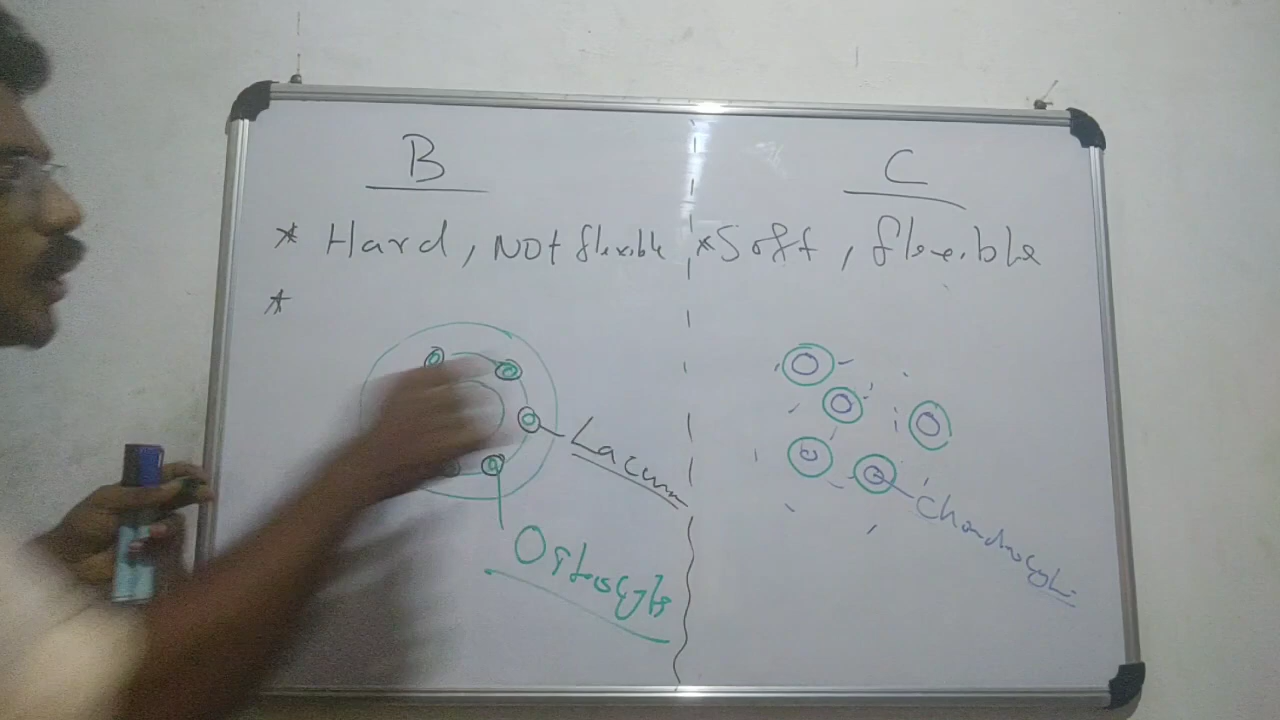 B
C
* Hard, Not flexible
* Soft, flexible
*
Lacuna
Osteocyte
Chondrocyte